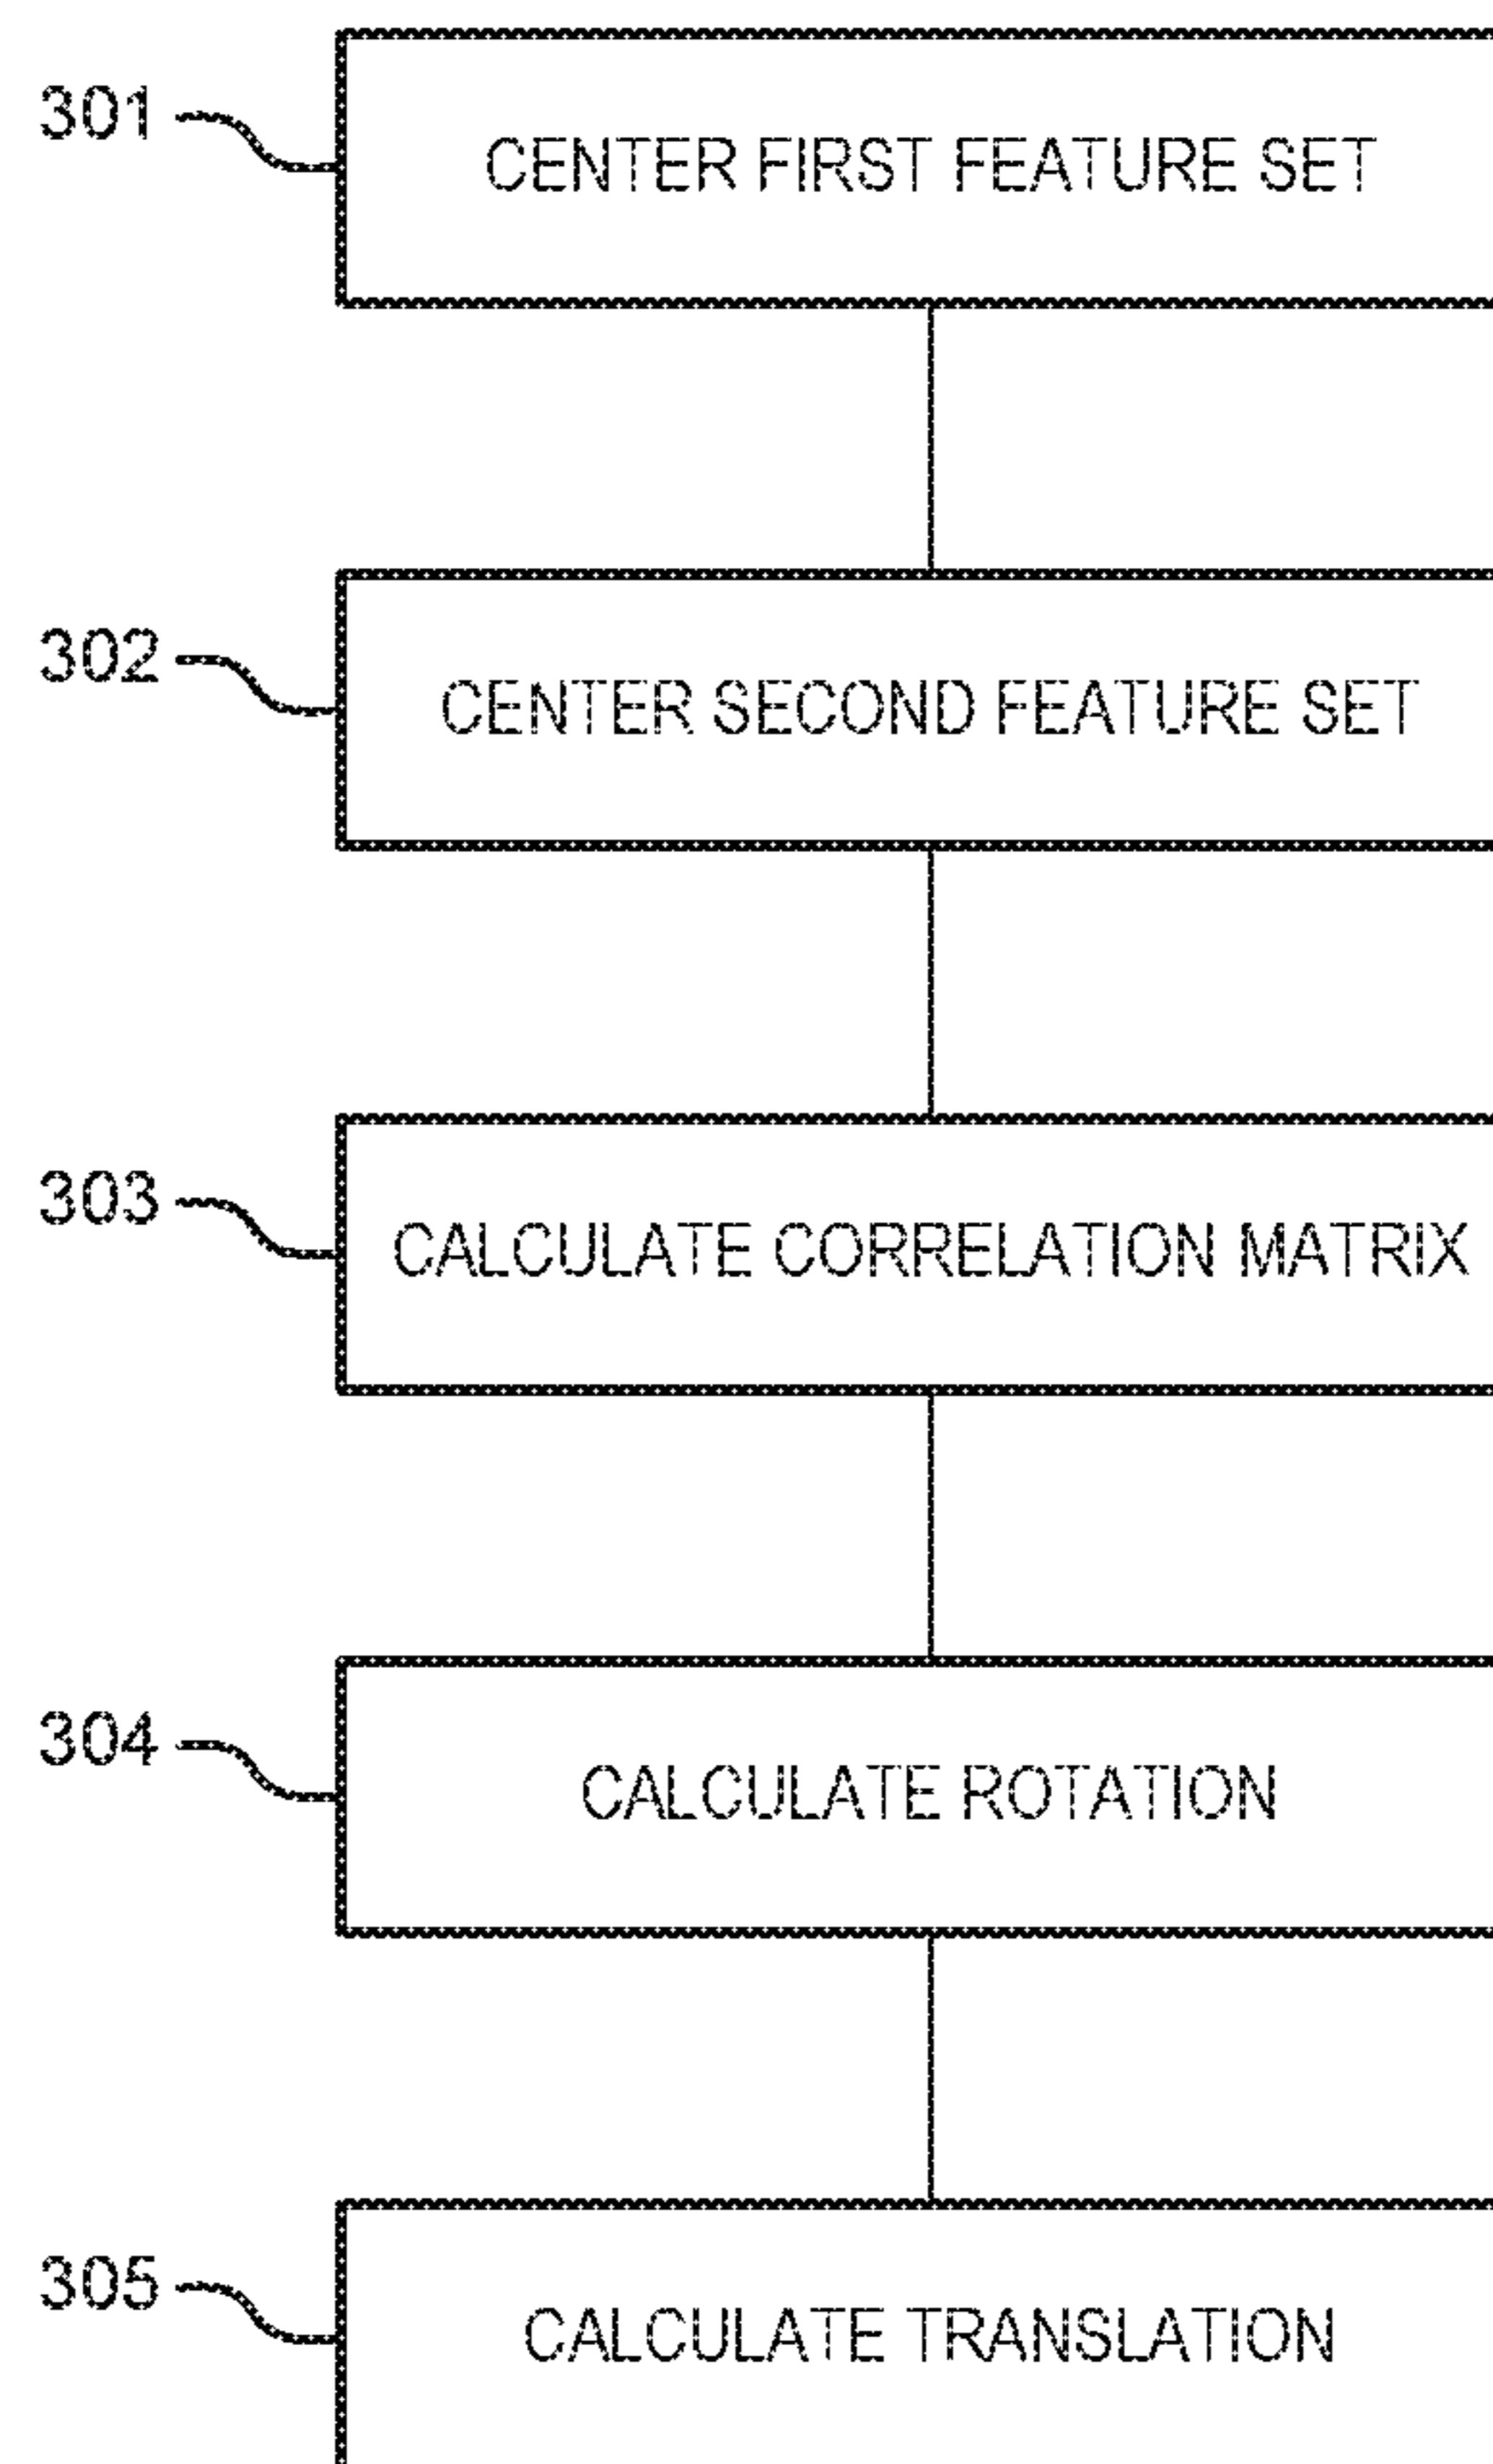 301
CENTER FIRST FEATURE SET
302
CENTER SECOND FEATURE SET
303
CALCULATE CORRELATION MATRIX
304
CALCULATE ROTATION
305
CALCULATE TRANSLATION